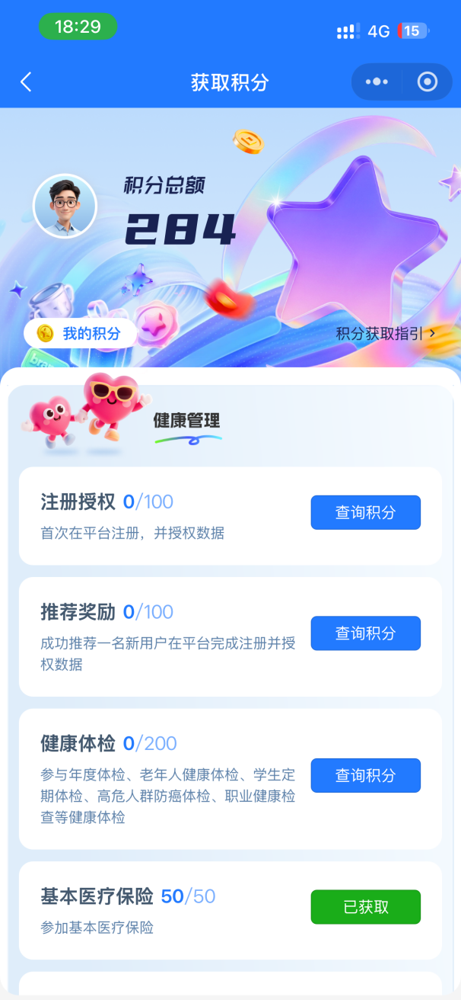 18:29
4G 15
获取积分
积分总额
284
我的积分
积分获取指引
健康管理
注册授权 0/100
首次在平台注册，并授权数据
查询积分
推荐奖励 0/100
成功推荐一名新用户在平台完成注册并授
权数据
查询积分
健康体检 0/200
参与年度体检、老年人健康体检、学生定
期体检、高危人群防癌体检、职业健康检
查等健康体检
查询积分
基本医疗保险 50/50
参加基本医疗保险
已获取